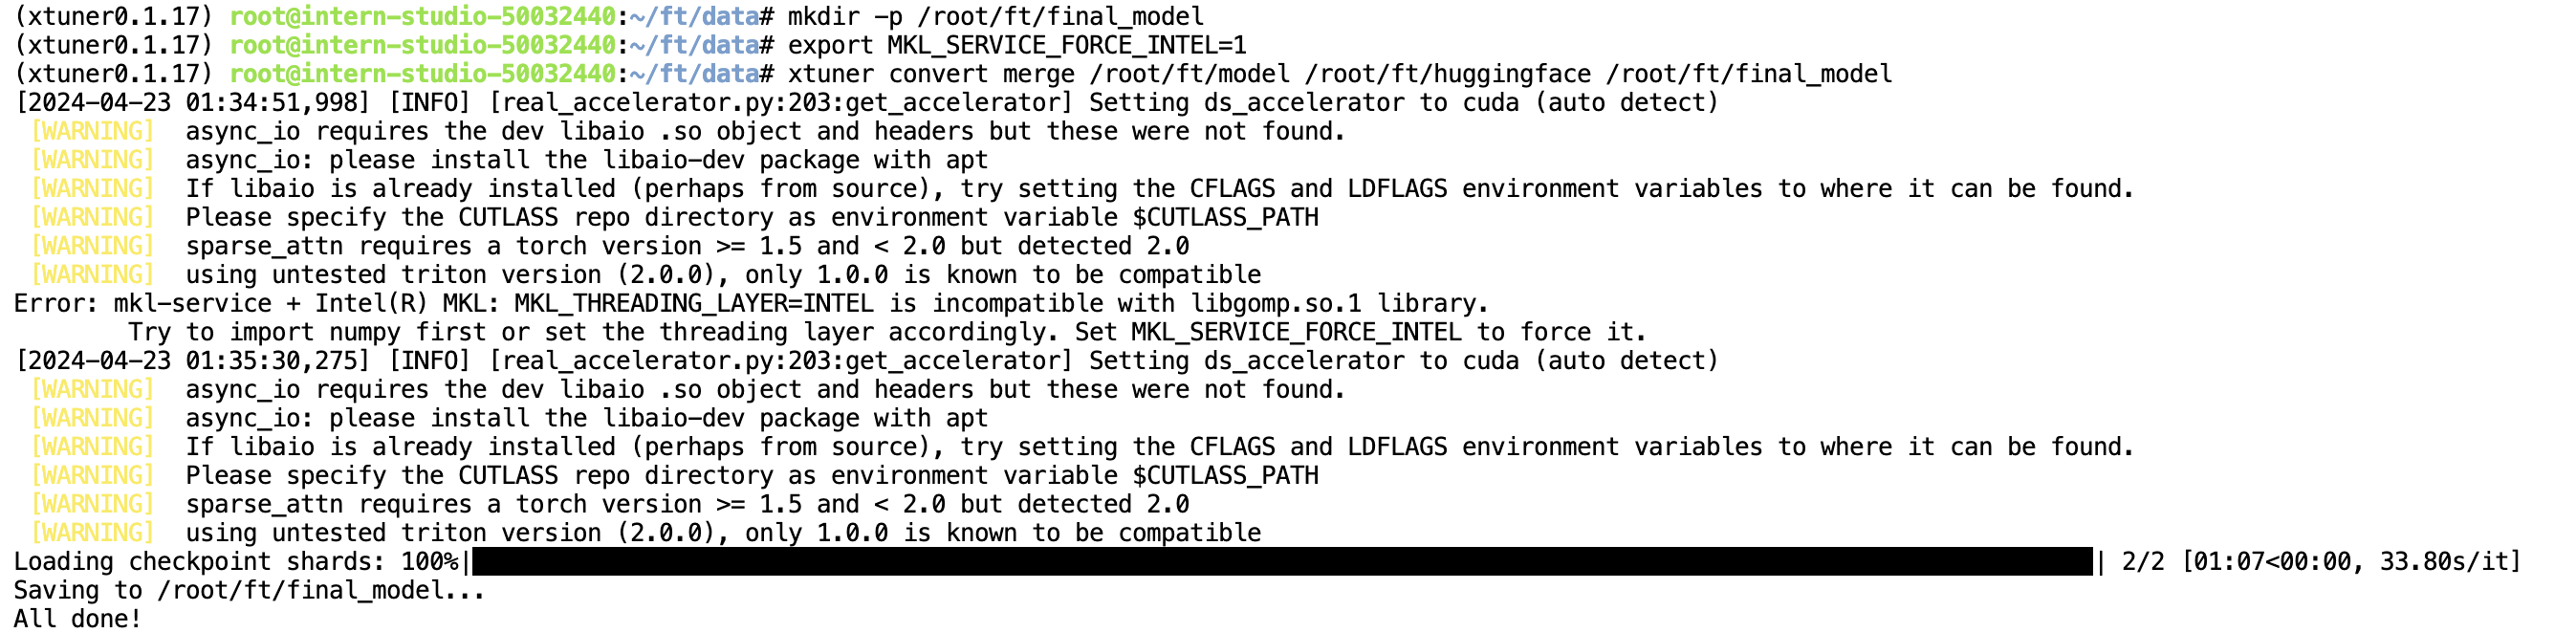 (xtuner0.1.17) root@intern-studio-50032440:~/ft/data# mkdir -p /root/ft/final_model
(xtuner0.1.17) root@intern-studio-50032440:~/ft/data# export MKL_SERVICE_FORCE_INTEL=1
(xtuner0.1.17) root@intern-studio-50032440:~/ft/data# xtuner convert merge /root/ft/model /root/ft/huggingface /root/ft/final_model
[2024-04-23 01:34:51,998] [INFO] [real_accelerator.py:203:get_accelerator] Setting ds_accelerator to cuda (auto detect)
 [WARNING]  async_io requires the dev libaio .so object and headers but these were not found.
 [WARNING]  async_io: please install the libaio-dev package with apt
 [WARNING]  If libaio is already installed (perhaps from source), try setting the CFLAGS and LDFLAGS environment variables to where it can be found.
 [WARNING]  Please specify the CUTLASS repo directory as environment variable $CUTLASS_PATH
 [WARNING]  sparse_attn requires a torch version >= 1.5 and < 2.0 but detected 2.0
 [WARNING]  using untested triton version (2.0.0), only 1.0.0 is known to be compatible
Error: mkl-service + Intel(R) MKL: MKL_THREADING_LAYER=INTEL is incompatible with libgomp.so.1 library.
        Try to import numpy first or set the threading layer accordingly. Set MKL_SERVICE_FORCE_INTEL to force it.
[2024-04-23 01:35:30,275] [INFO] [real_accelerator.py:203:get_accelerator] Setting ds_accelerator to cuda (auto detect)
 [WARNING]  async_io requires the dev libaio .so object and headers but these were not found.
 [WARNING]  async_io: please install the libaio-dev package with apt
 [WARNING]  If libaio is already installed (perhaps from source), try setting the CFLAGS and LDFLAGS environment variables to where it can be found.
 [WARNING]  Please specify the CUTLASS repo directory as environment variable $CUTLASS_PATH
 [WARNING]  sparse_attn requires a torch version >= 1.5 and < 2.0 but detected 2.0
 [WARNING]  using untested triton version (2.0.0), only 1.0.0 is known to be compatible
Loading checkpoint shards: 100%| | 2/2 [01:07<00:00, 33.80s/it]
Saving to /root/ft/final_model...
All done!